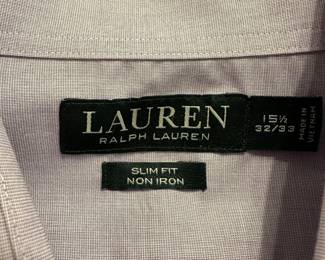 LAUREN
RALPH LAUREN
15½
32/33
MADE IN
VIETNAM
SLIM FIT
NON IRON